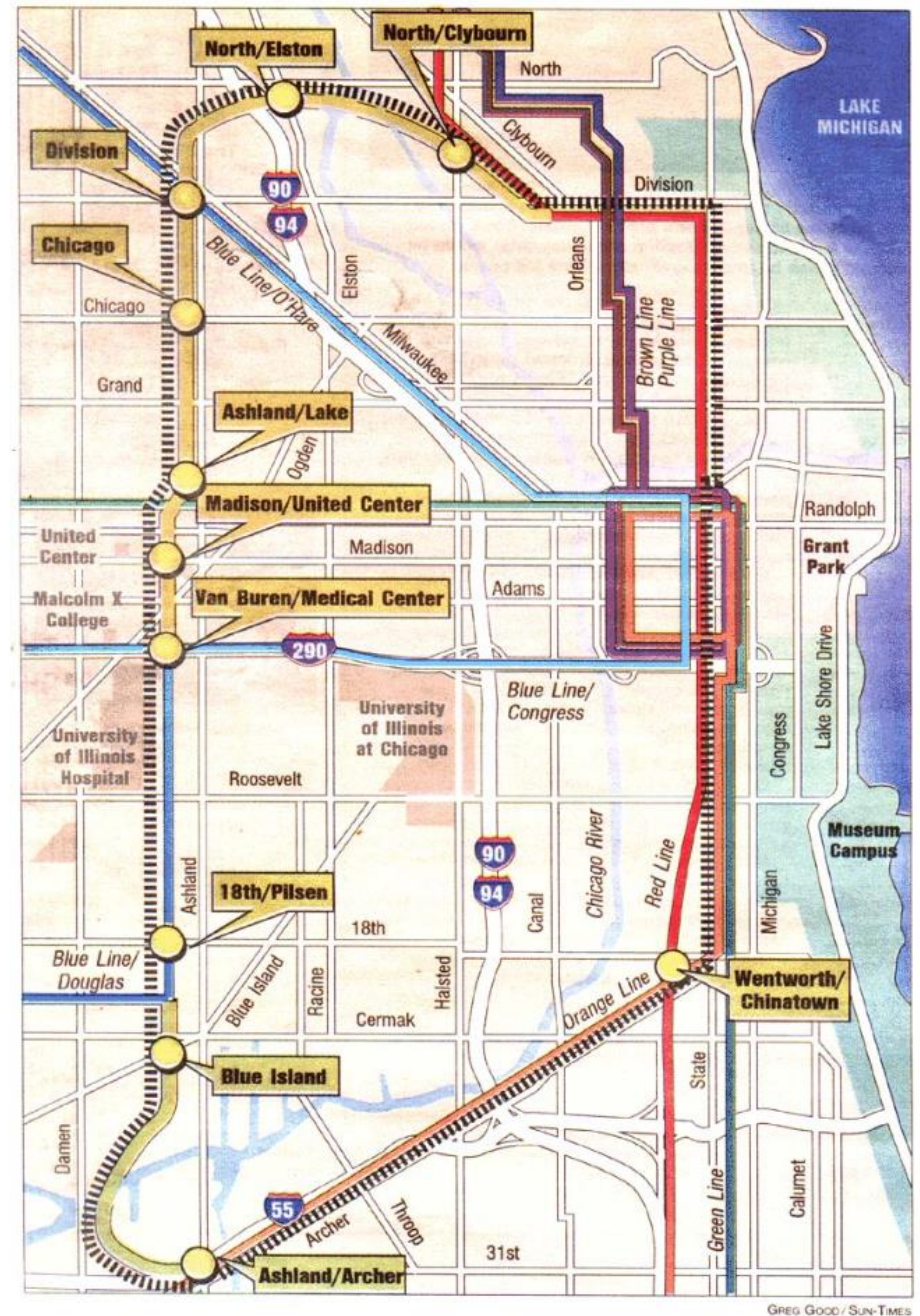 North/Elston
North/Clybourn
North
LAKE
MICHIGAN
Clybourn
Division
Division
90
94
Chicago
Blue Line/O'Hare
Elston
Orleans
Chicago
Milwaukee
Brown Line
Purple Line
Grand
Ashland/Lake
Ogden
Madison/United Center
Randolph
United
Center
Madison
Grant
Park
Adams
Malcolm X
College
Van Buren/Medical Center
290
Lake Shore Drive
Blue Line/
Congress
University
of Illinois
at Chicago
University
of Illinois
Hospital
Congress
Roosevelt
Museum
Campus
90
94
Chicago River
Red Line
Michigan
Ashland
18th/Pilsen
18th
Canal
Blue Line/
Douglas
Blue Island
Racine
Halsted
Orange Line
Wentworth/
Chinatown
Cermak
Blue Island
State
Damen
Calumet
55
Archer
Throop
Green Line
31st
Ashland/Archer
GREG GOOD/SUN-TIMES